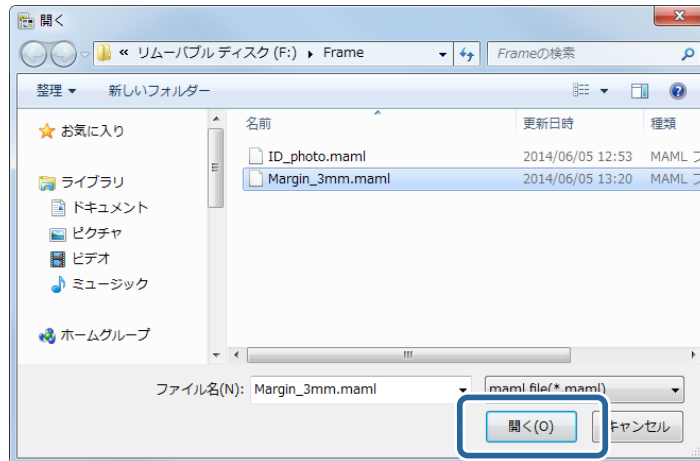 開く
« リムーバブル ディスク (F:) ▸ Frame
Frameの検索
整理 ▼ 新しいフォルダー
お気に入り
ライブラリ
ドキュメント
ピクチャ
ビデオ
ミュージック
ホームグループ
名前 更新日時 種類
ID_photo.maml 2014/06/05 12:53 MAML フ
Margin_3mm.maml 2014/06/05 13:20 MAML フ
ファイル名(N): Margin_3mm.maml maml file(*.maml)
開く(O) キャンセル